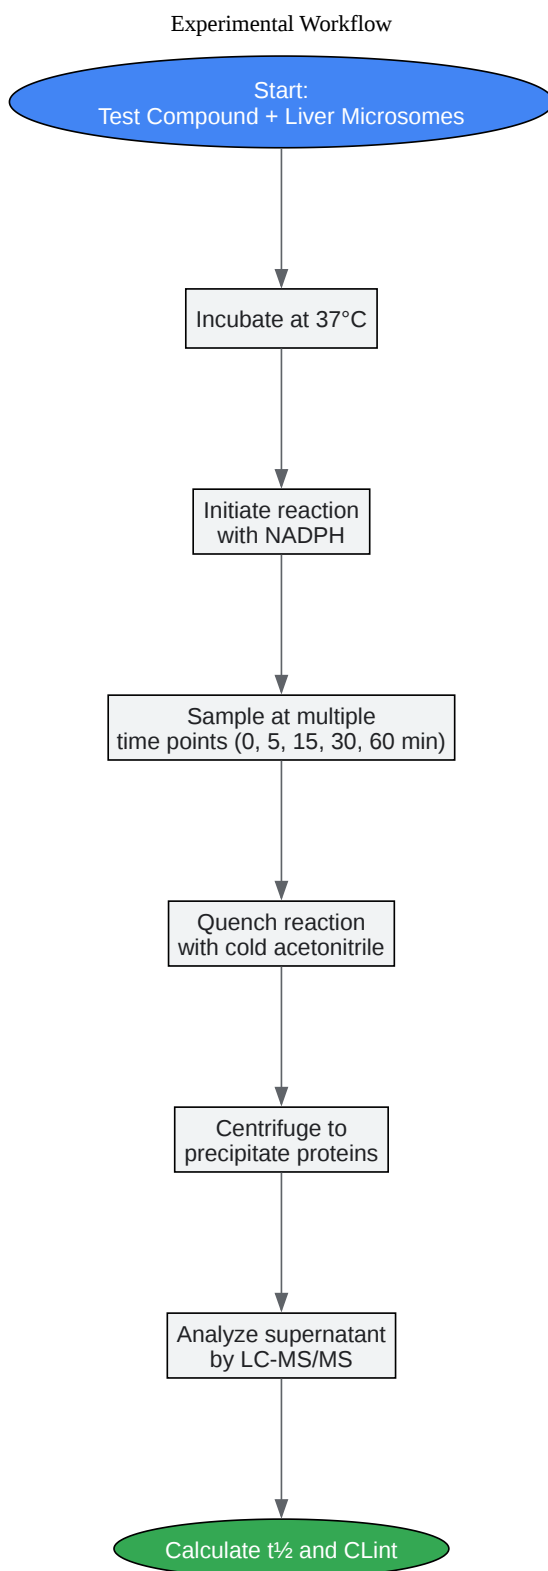 Experimental Workflow
Start:
Test Compound + Liver Microsomes
Incubate at 37°C
Initiate reaction
with NADPH
Sample at multiple
time points (0, 5, 15, 30, 60 min)
Quench reaction
with cold acetonitrile
Centrifuge to
precipitate proteins
Analyze supernatant
by LC-MS/MS
Calculate t½ and CLint